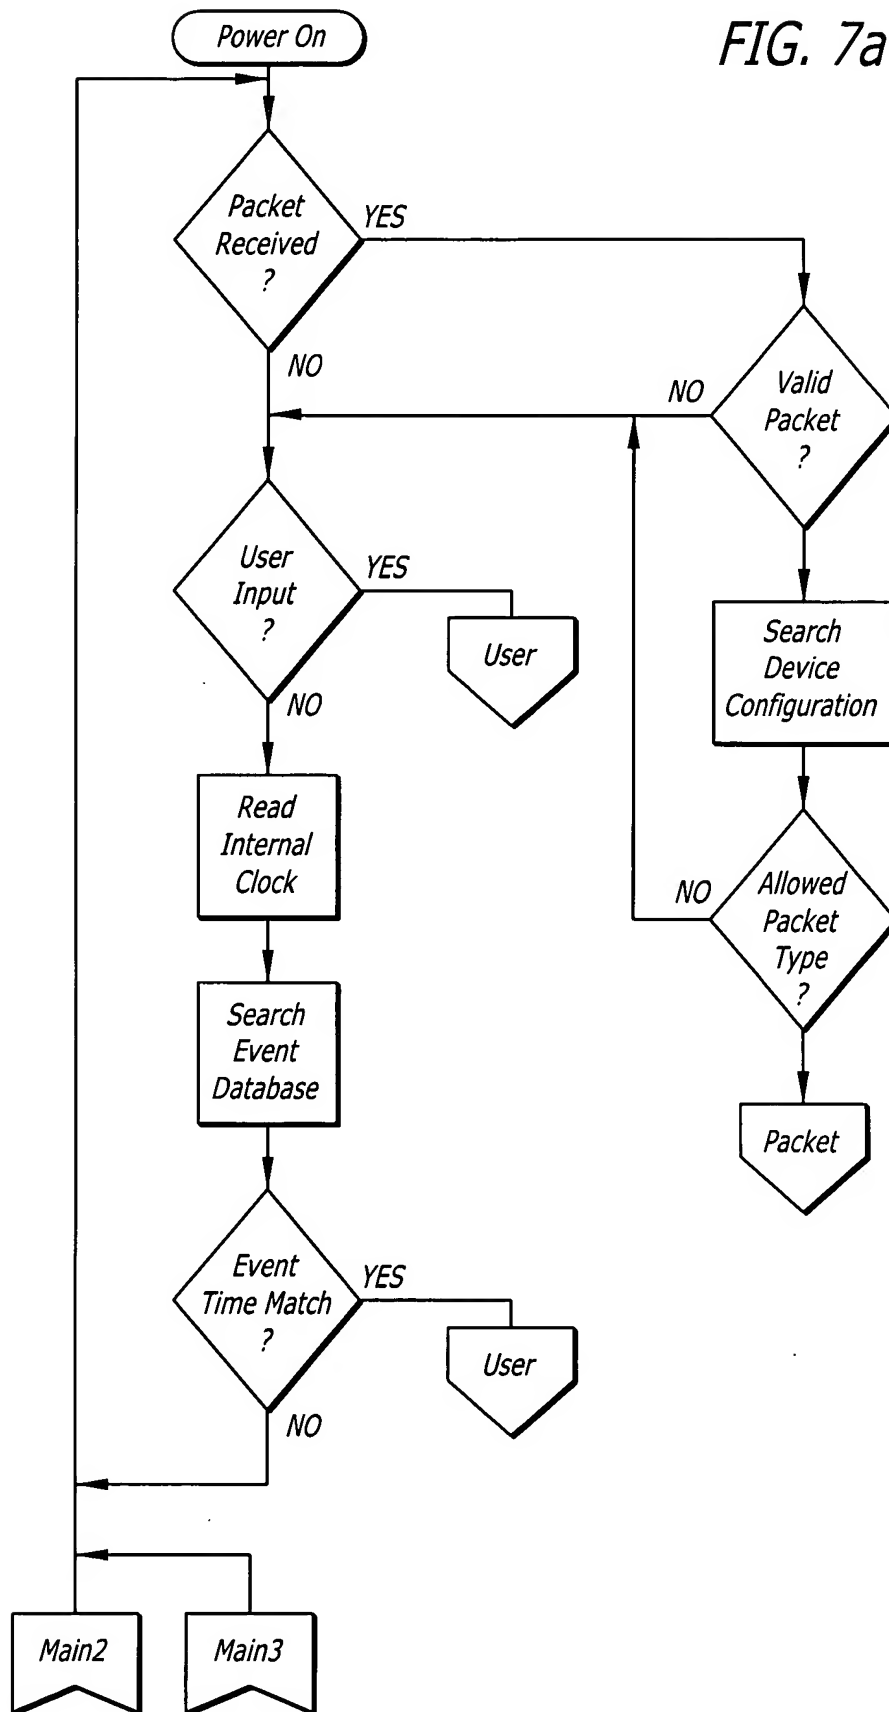 Power On
FIG. 7a
Packet
Received
?
YES
NO
Valid
Packet
?
NO
User
Input
?
YES
User
NO
Search
Device
Configuration
Read
Internal
Clock
Allowed
Packet
Type
?
NO
Search
Event
Database
Packet
Event
Time Match
?
YES
User
NO
Main2
Main3